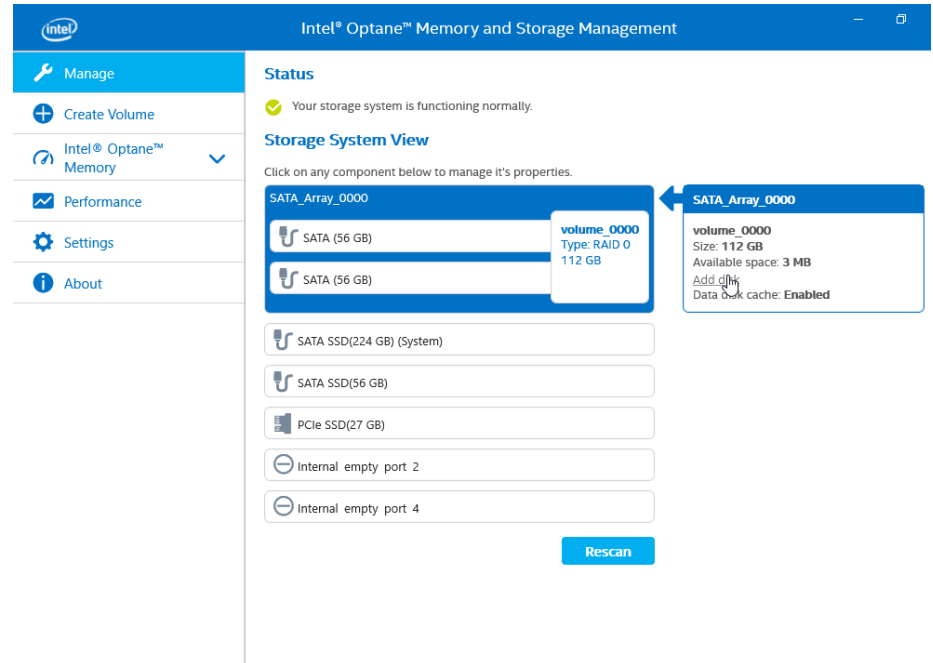 intel
Intel® Optane™ Memory and Storage Management
Manage
Create Volume
Intel® Optane™
Memory
Performance
Settings
About
Status
Your storage system is functioning normally.
Storage System View
Click on any component below to manage it's properties.
SATA_Array_0000
SATA (56 GB)
SATA (56 GB)
volume_0000
Type: RAID 0
112 GB
SATA SSD(224 GB) (System)
SATA SSD(56 GB)
PCIe SSD(27 GB)
Internal empty port 2
Internal empty port 4
Rescan
SATA_Array_0000
volume_0000
Size: 112 GB
Available space: 3 MB
Add disk
Data disk cache: Enabled